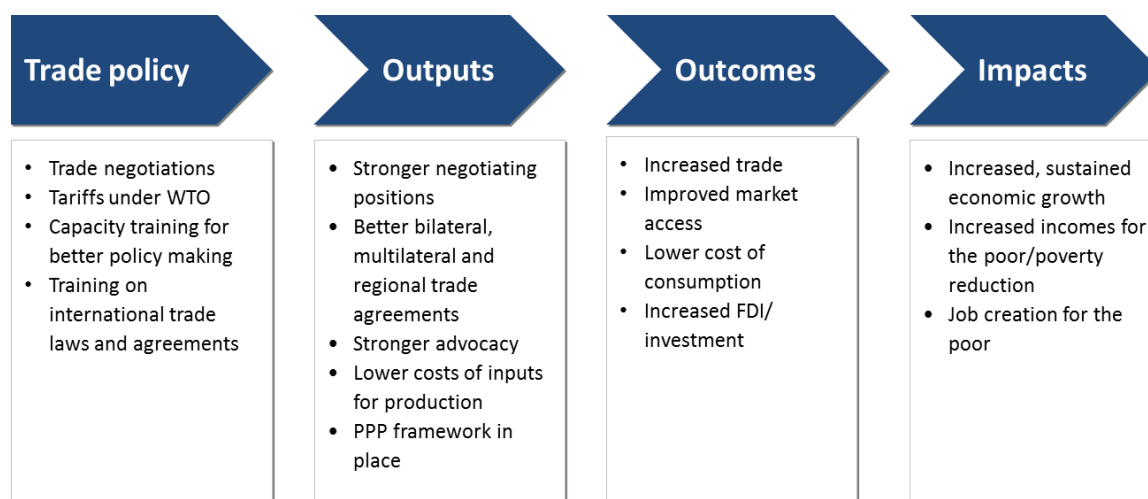 Trade policy
• Trade negotiations
• Tariffs under WTO
• Capacity training for
better policy making
• Training on
international trade
laws and agreements
Outputs
• Stronger negotiating
positions
• Better bilateral,
multilateral and
regional trade
agreements
• Stronger advocacy
• Lower costs of inputs
for production
• PPP framework in
place
Outcomes
• Increased trade
• Improved market
access
• Lower cost of
consumption
• Increased FDI/
investment
Impacts
• Increased, sustained
economic growth
• Increased incomes for
the poor/poverty
reduction
• Job creation for the
poor